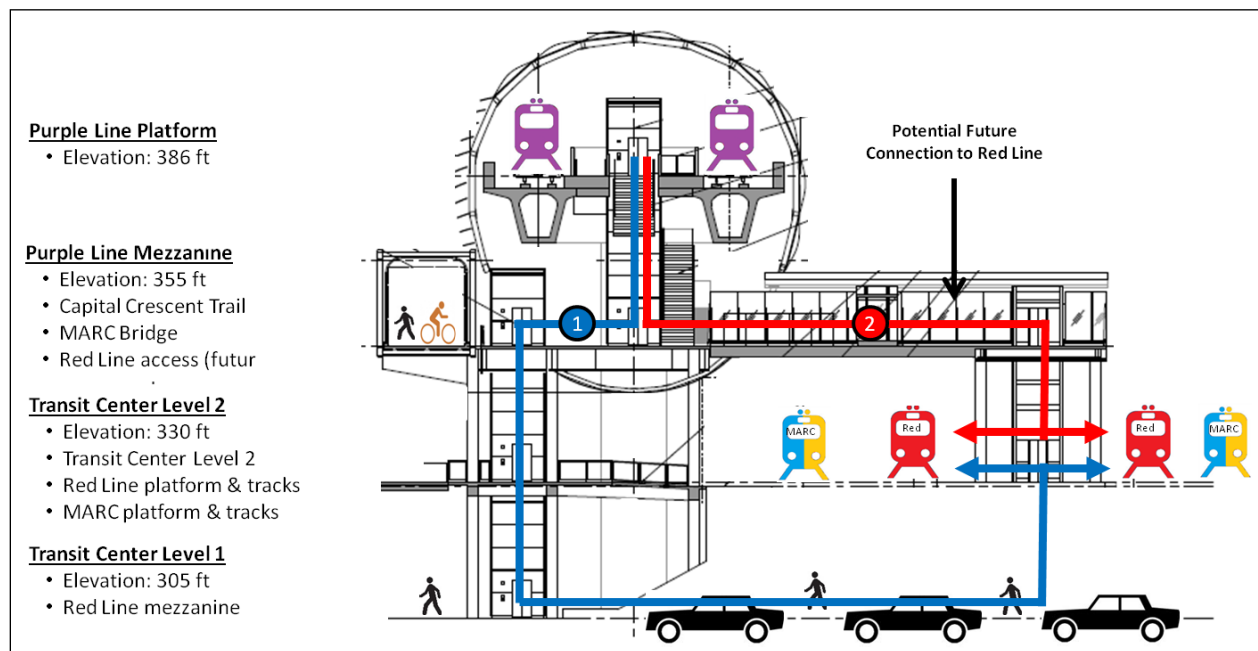 Purple Line Platform
• Elevation: 386 ft
Purple Line Mezzanine
• Elevation: 355 ft
• Capital Crescent Trail
• MARC Bridge
• Red Line access (futur
Transit Center Level 2
• Elevation: 330 ft
• Transit Center Level 2
• Red Line platform & tracks
• MARC platform & tracks
Transit Center Level 1
• Elevation: 305 ft
• Red Line mezzanine
Potential Future
Connection to Red Line
1
2
MARC
Red
Red
MARC